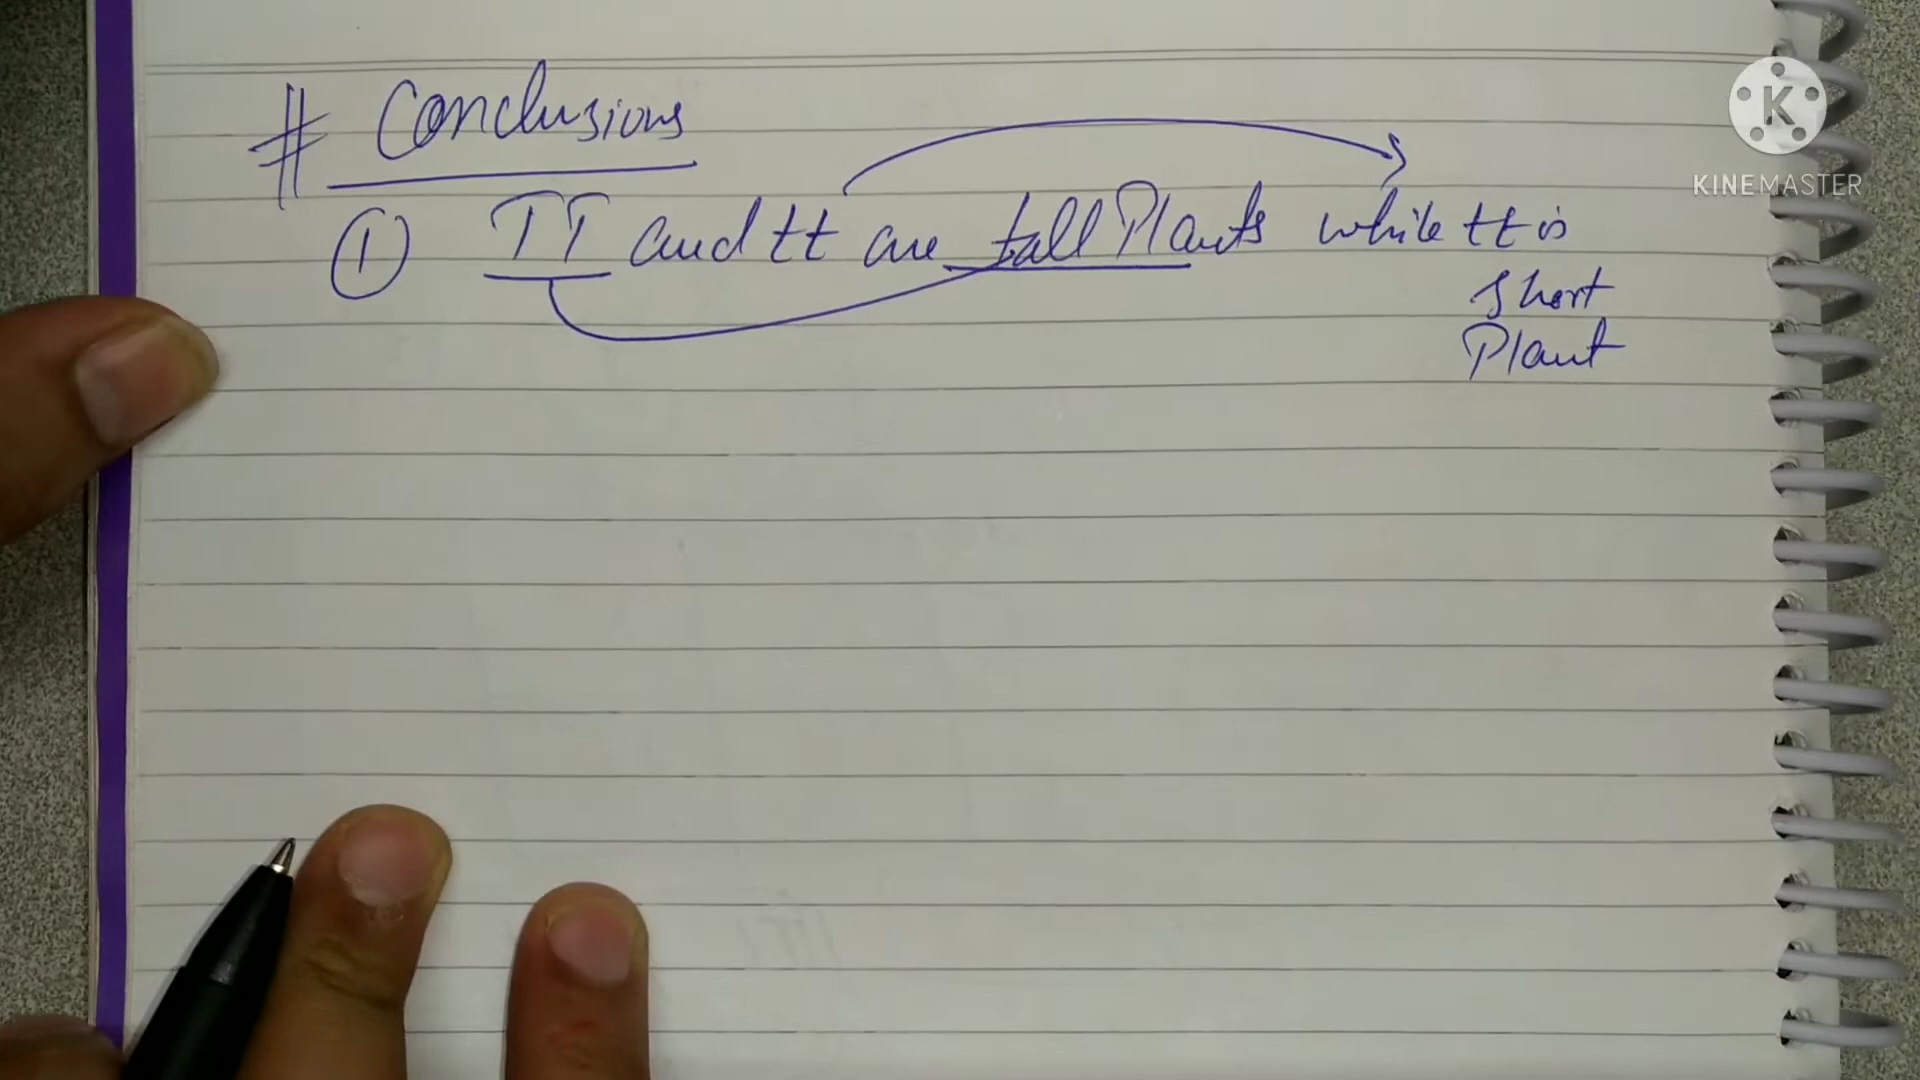 # Conclusions
① TT and tt are tall Plants while tt is
short
Plant
K
KINEMASTER